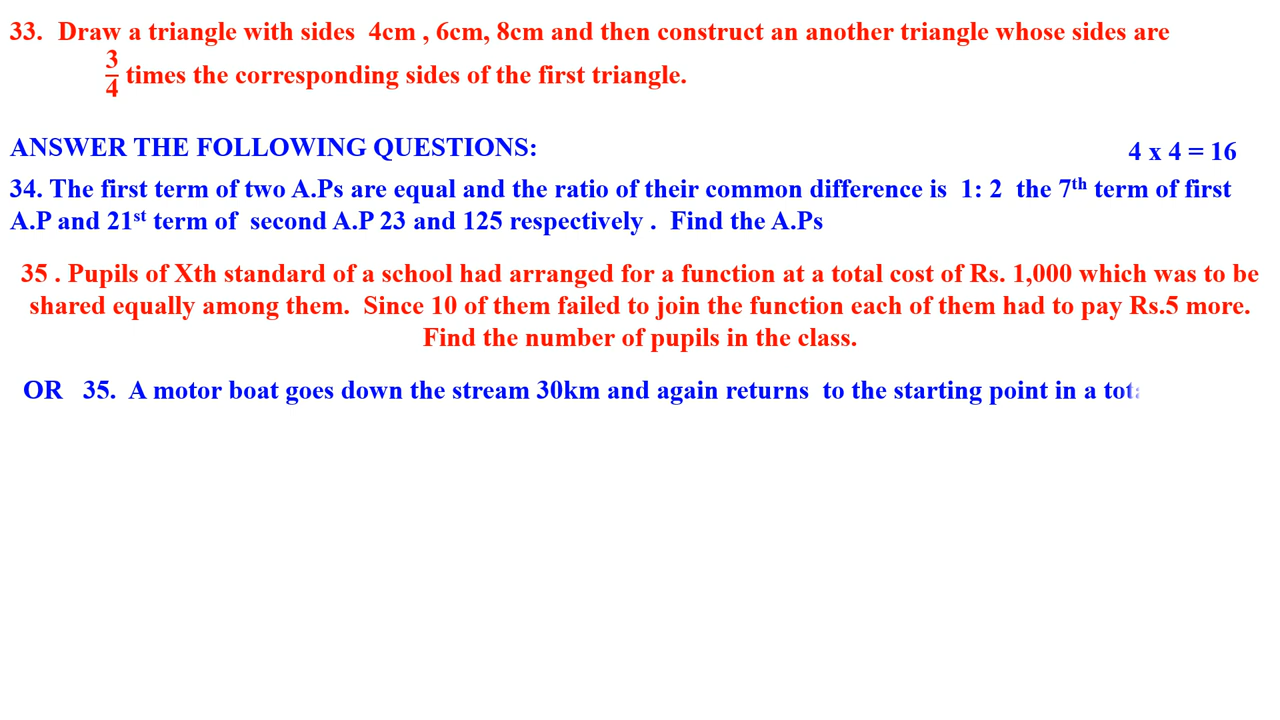 33. Draw a triangle with sides 4cm , 6cm, 8cm and then construct an another triangle whose sides are
3/4 times the corresponding sides of the first triangle.
ANSWER THE FOLLOWING QUESTIONS:
4 x 4 = 16
34. The first term of two A.Ps are equal and the ratio of their common difference is 1: 2 the 7th term of first
A.P and 21st term of second A.P 23 and 125 respectively . Find the A.Ps
35 . Pupils of Xth standard of a school had arranged for a function at a total cost of Rs. 1,000 which was to be
shared equally among them. Since 10 of them failed to join the function each of them had to pay Rs.5 more.
Find the number of pupils in the class.
OR 35. A motor boat goes down the stream 30km and again returns to the starting point in a